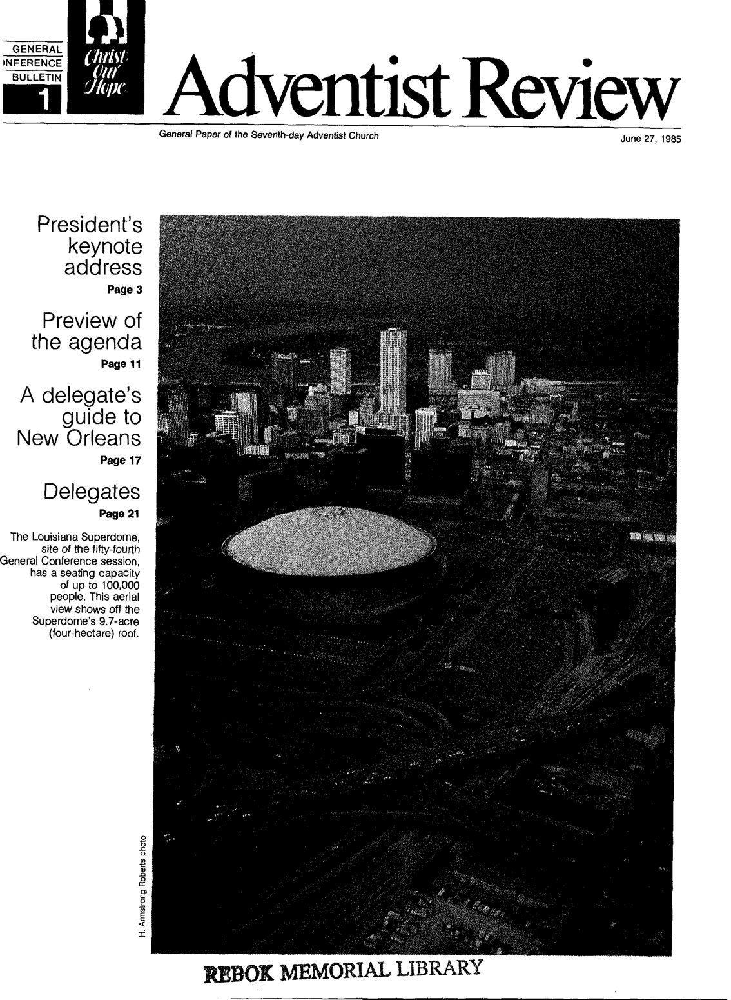 GENERAL
ONFERENCE
BULLETIN
1
Christ
Our
Hope
Adventist Review
General Paper of the Seventh-day Adventist Church
June 27, 1985
President's
keynote
address
Page 3
Preview of
the agenda
Page 11
A delegate's
guide to
New Orleans
Page 17
Delegates
Page 21
The Louisiana Superdome,
site of the fifty-fourth
General Conference session,
has a seating capacity
of up to 100,000
people. This aerial
view shows off the
Superdome's 9.7-acre
(four-hectare) roof.
H. Armstrong Roberts photo
REBOK MEMORIAL LIBRARY